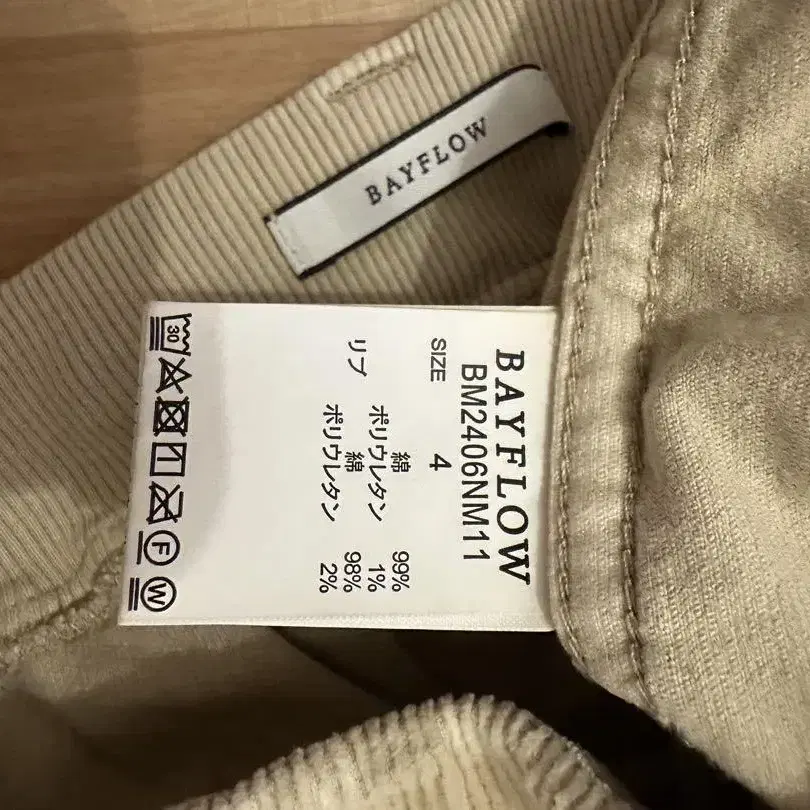 BAYFLOW
BAYFLOW
BM2406NM11
SIZE 4
綿 99%
ポリウレタン 1%
リブ 綿 98%
ポリウレタン 2%
30
F
W